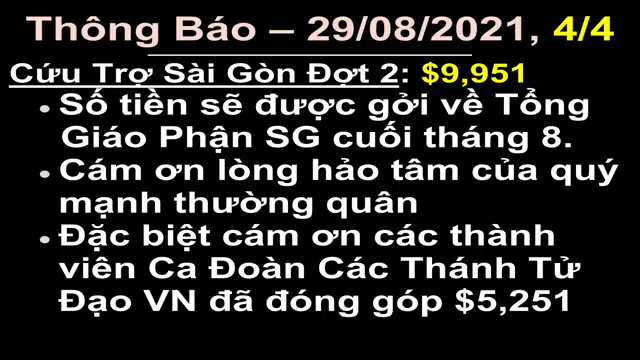 Thông Báo – 29/08/2021, 4/4
Cứu Trợ Sài Gòn Đợt 2: $9,951
• Số tiền sẽ được gởi về Tổng
Giáo Phận SG cuối tháng 8.
• Cám ơn lòng hảo tâm của quý
mạnh thường quân
• Đặc biệt cám ơn các thành
viên Ca Đoàn Các Thánh Tử
Đạo VN đã đóng góp $5,251